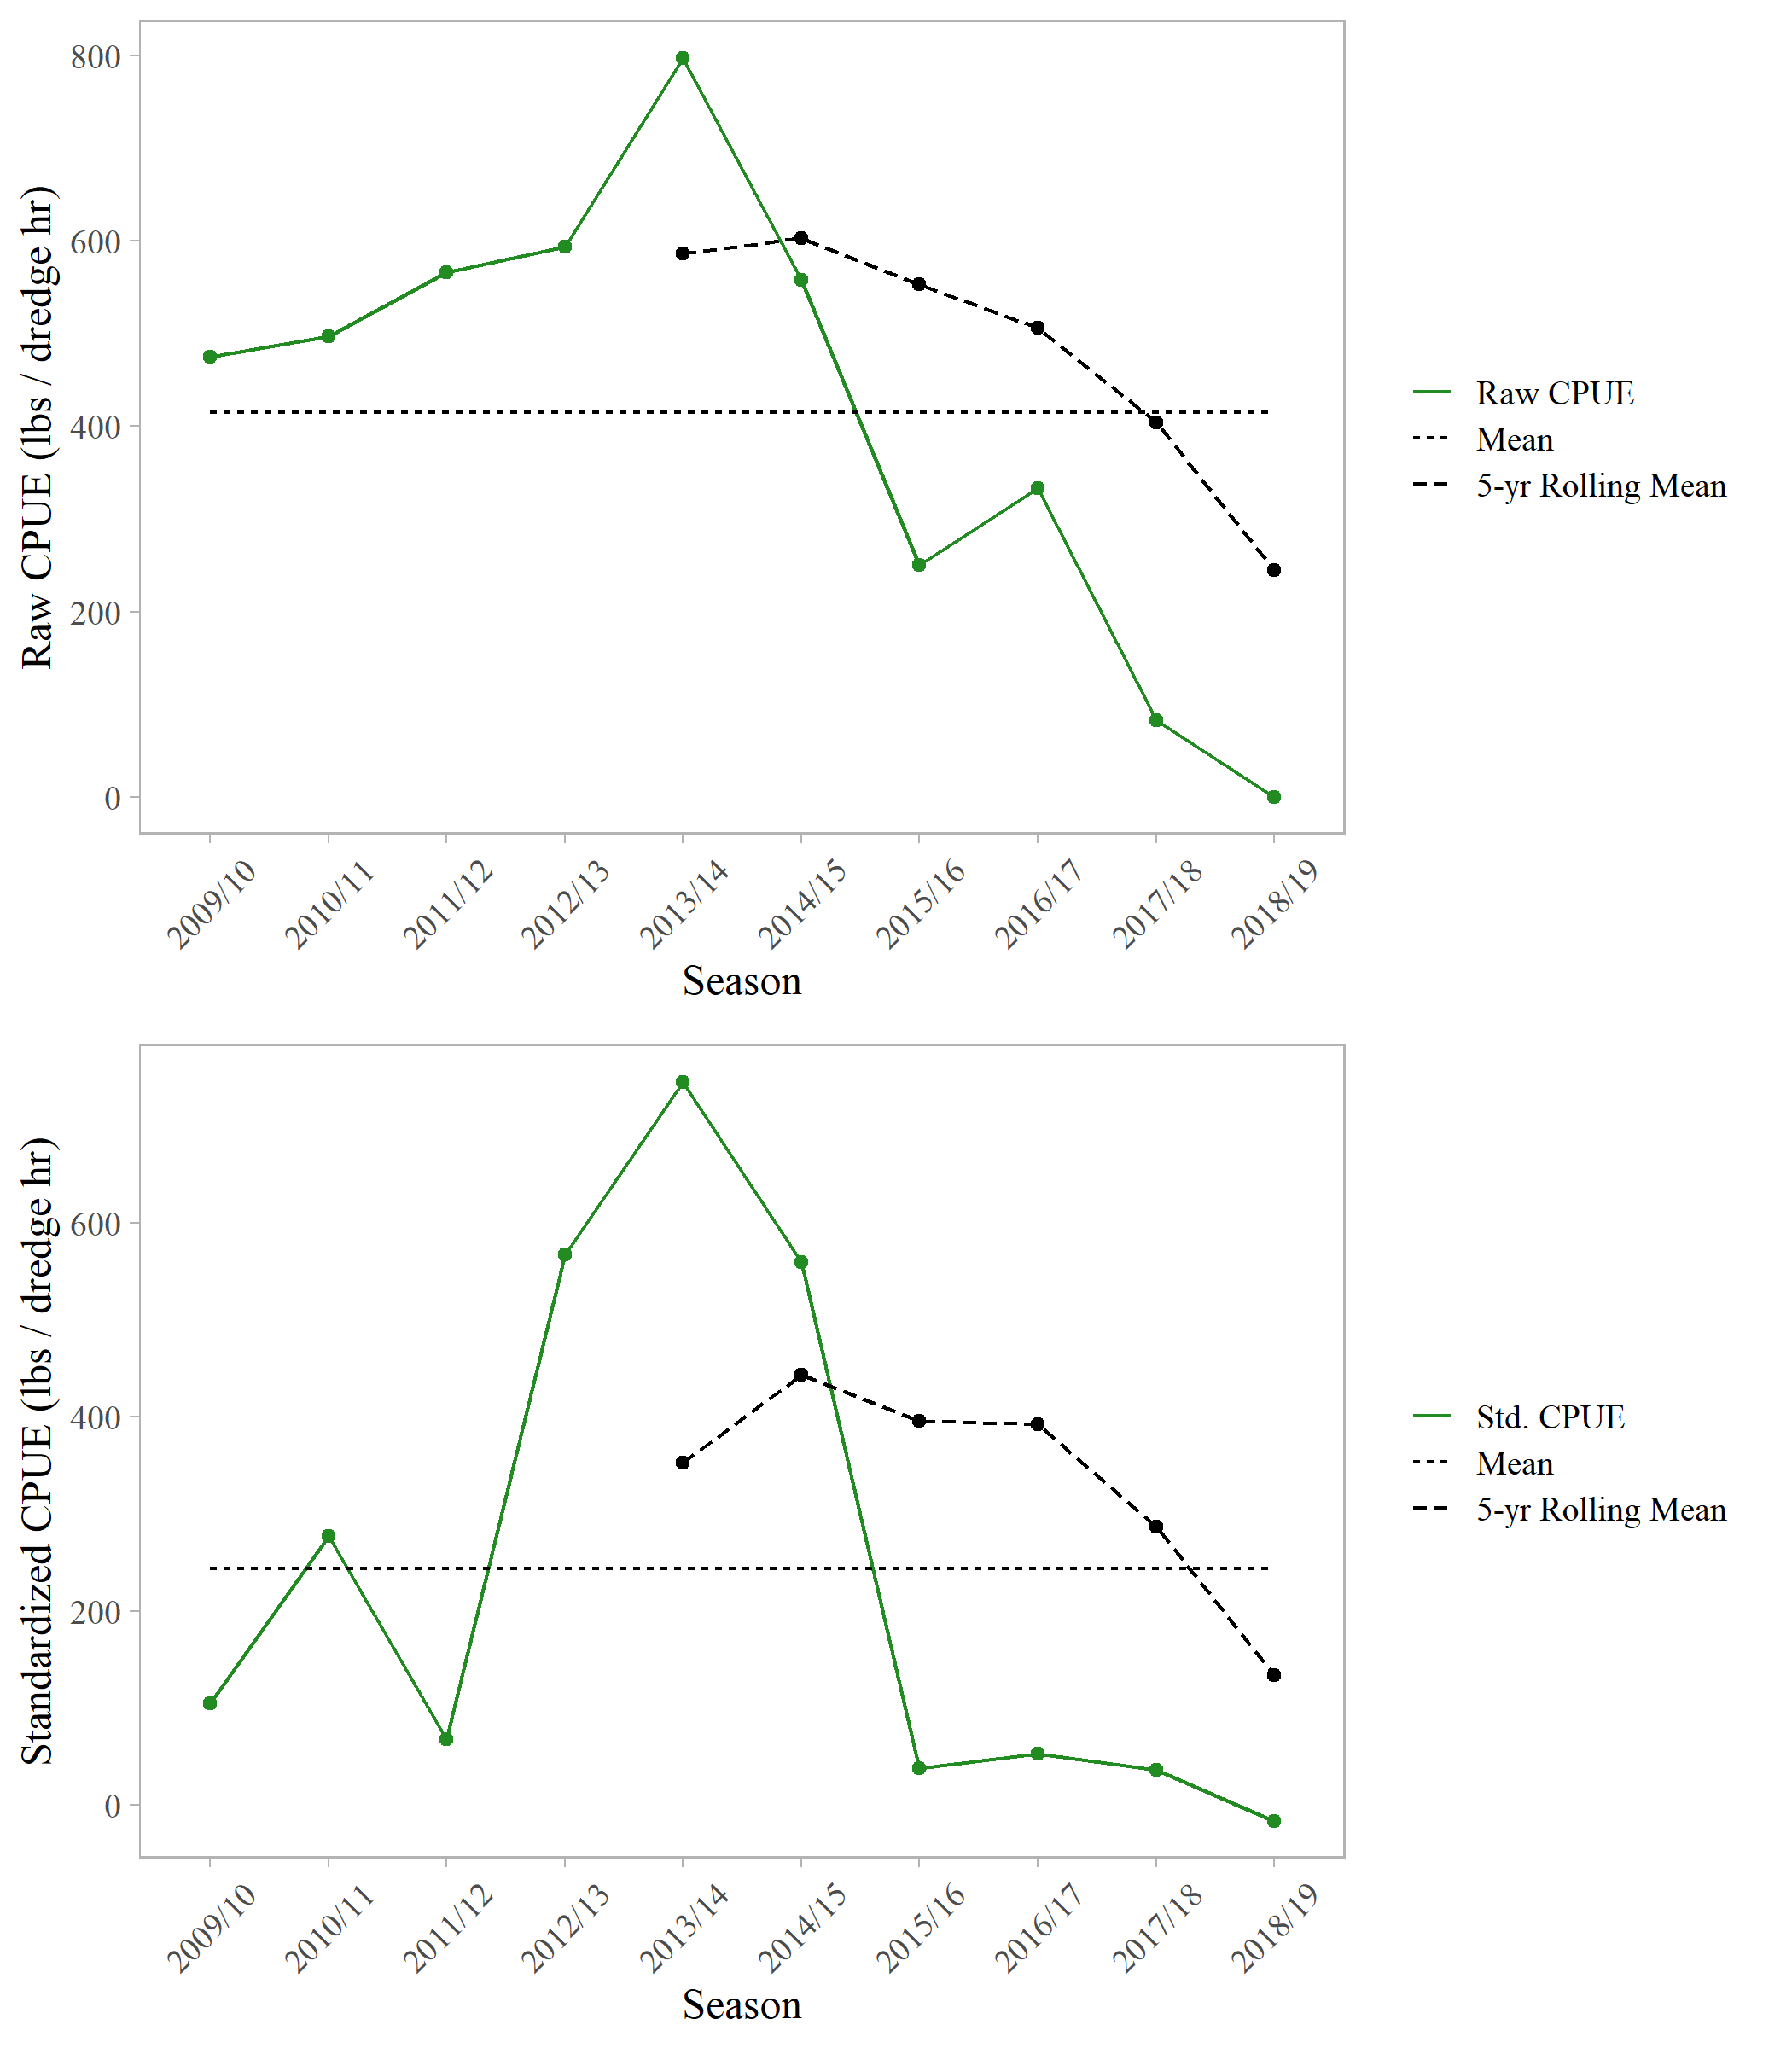 Raw CPUE (lbs / dredge hr)
800
600
400
200
0
2009/10
2010/11
2011/12
2012/13
2013/14
2014/15
2015/16
2016/17
2017/18
2018/19
Season
Raw CPUE
Mean
5-yr Rolling Mean
Standardized CPUE (lbs / dredge hr)
600
400
200
0
2009/10
2010/11
2011/12
2012/13
2013/14
2014/15
2015/16
2016/17
2017/18
2018/19
Season
Std. CPUE
Mean
5-yr Rolling Mean